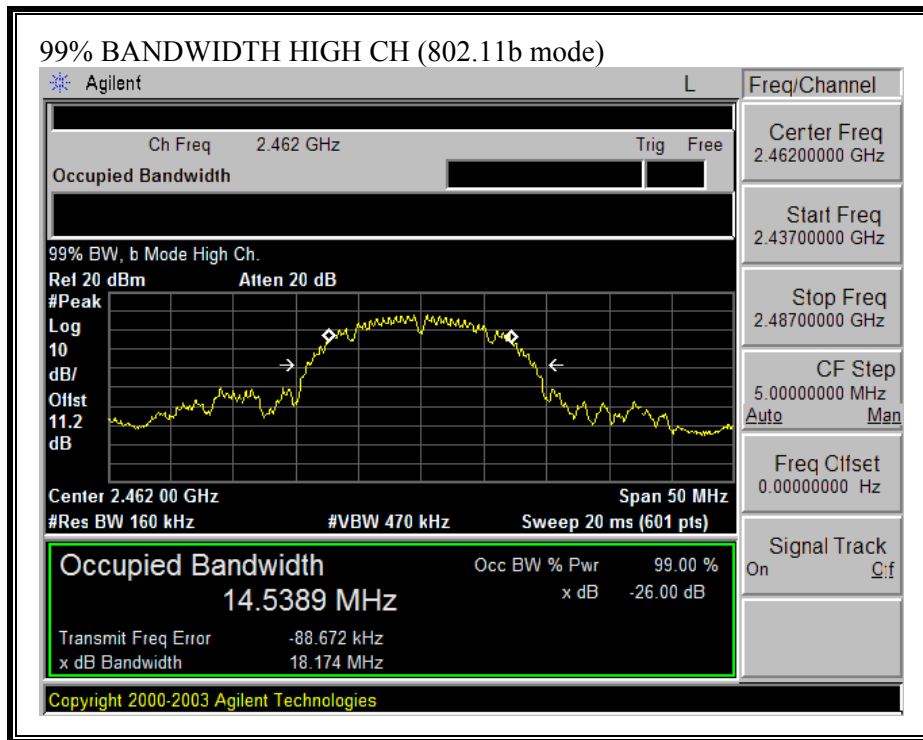 99% BANDWIDTH HIGH CH (802.11b mode)
Agilent L
Freq/Channel
Ch Freq 2.462 GHz Trig Free
Occupied Bandwidth
Center Freq
2.46200000 GHz
Start Freq
2.43700000 GHz
Stop Freq
2.48700000 GHz
CF Step
5.00000000 MHz
Auto Man
Freq Offset
0.00000000 Hz
Signal Track
On Off
99% BW, b Mode High Ch.
Ref 20 dBm Atten 20 dB
#Peak
Log
10
dB/
Offst
11.2
dB
Center 2.462 00 GHz Span 50 MHz
#Res BW 160 kHz #VBW 470 kHz Sweep 20 ms (601 pts)
Occupied Bandwidth
14.5389 MHz
Occ BW % Pwr 99.00 %
x dB -26.00 dB
Transmit Freq Error -88.672 kHz
x dB Bandwidth 18.174 MHz
Copyright 2000-2003 Agilent Technologies